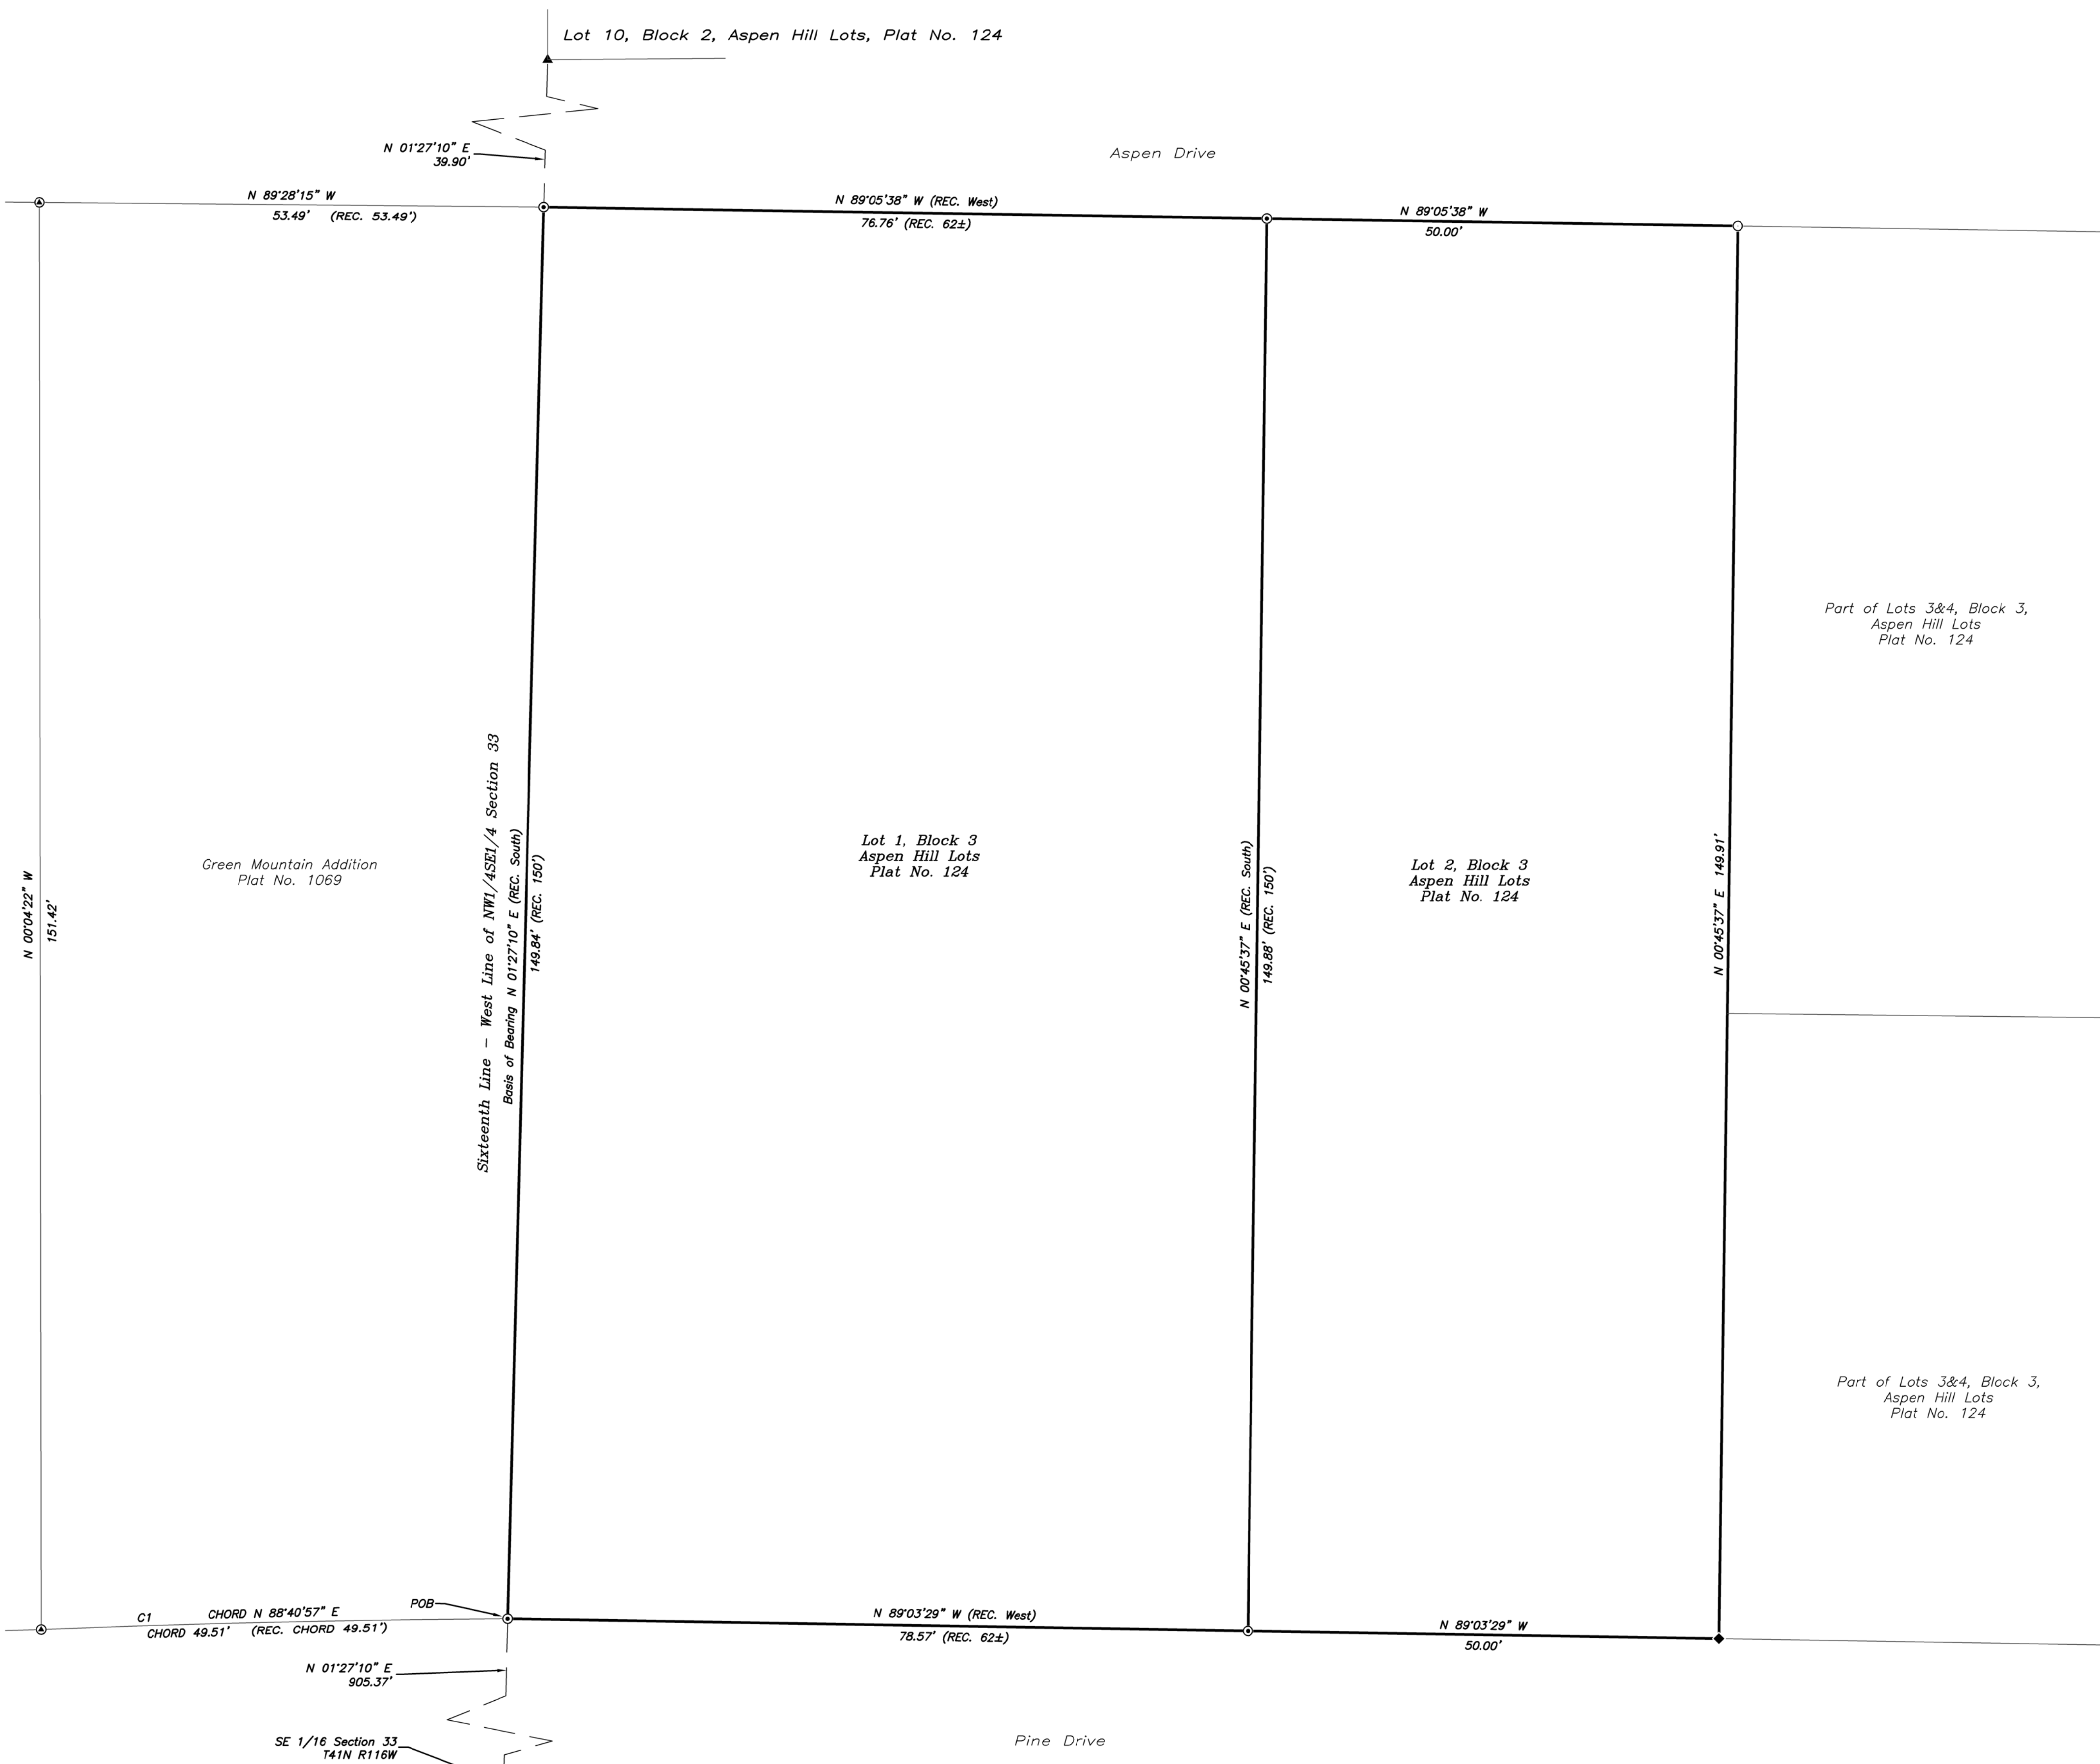 Lot 10, Block 2, Aspen Hill Lots, Plat No. 124
N 01°27'10" E
39.90'
Aspen Drive
N 89°28'15" W
53.49' (REC. 53.49')
N 89°05'38" W (REC. West)
76.76' (REC. 62±)
N 89°05'38" W
50.00'
Part of Lots 3&4, Block 3,
Aspen Hill Lots
Plat No. 124
N 00°04'22" W
151.42'
Green Mountain Addition
Plat No. 1069
Sixteenth Line - West Line of NW1/4SE1/4 Section 33
Basis of Bearing N 01°27'10" E (REC. South)
149.84' (REC. 150')
Lot 1, Block 3
Aspen Hill Lots
Plat No. 124
N 00°45'37" E (REC. South)
149.88' (REC. 150')
Lot 2, Block 3
Aspen Hill Lots
Plat No. 124
N 00°45'37" E 149.91'
Part of Lots 3&4, Block 3,
Aspen Hill Lots
Plat No. 124
POB
C1
CHORD N 88°40'57" E
CHORD 49.51' (REC. CHORD 49.51')
N 89°03'29" W (REC. West)
78.57' (REC. 62±)
N 89°03'29" W
50.00'
N 01°27'10" E
905.37'
SE 1/16 Section 33
T41N R116W
Pine Drive